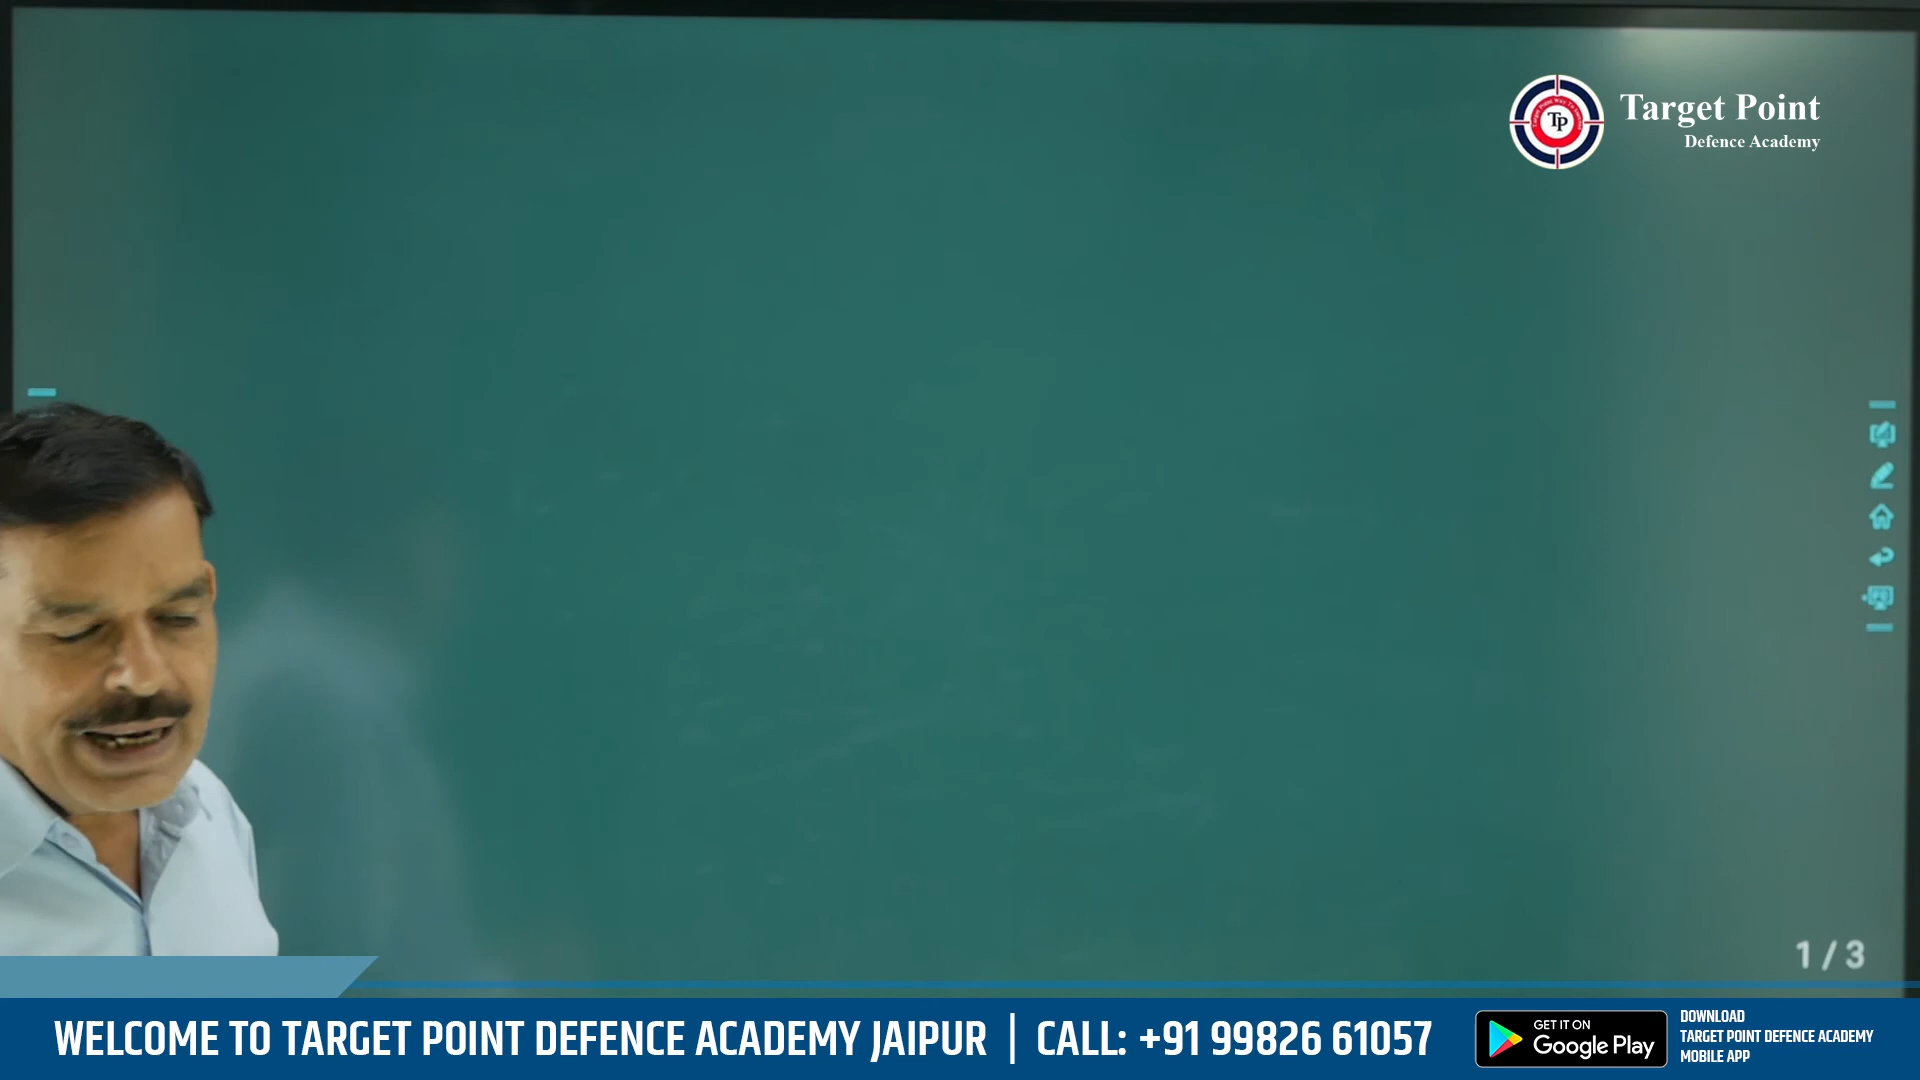 TP
Target Point
Defence Academy
1 / 3
WELCOME TO TARGET POINT DEFENCE ACADEMY JAIPUR | CALL: +91 99826 61057
GET IT ON
Google Play
DOWNLOAD
TARGET POINT DEFENCE ACADEMY
MOBILE APP